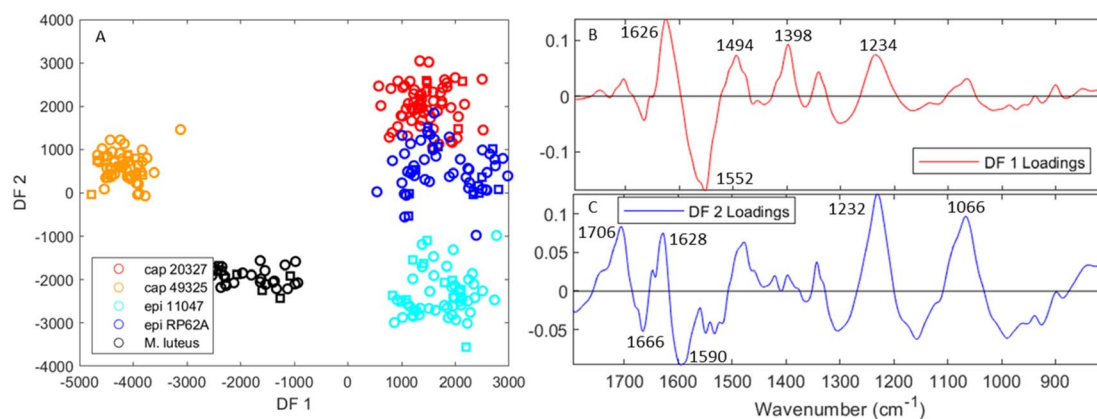 A
DF 2
4000
3000
2000
1000
0
-1000
-2000
-3000
-4000
cap 20327
cap 49325
epi 11047
epi RP62A
M. luteus
-5000 -4000 -3000 -2000 -1000 0 1000 2000 3000
DF 1
B
0.1
0
-0.1
1626
1494
1398
1234
1552
DF 1 Loadings
C
DF 2 Loadings
0.1
0.05
0
-0.05
1706
1628
1232
1066
1666
1590
1700 1600 1500 1400 1300 1200 1100 1000 900
Wavenumber (cm⁻¹)